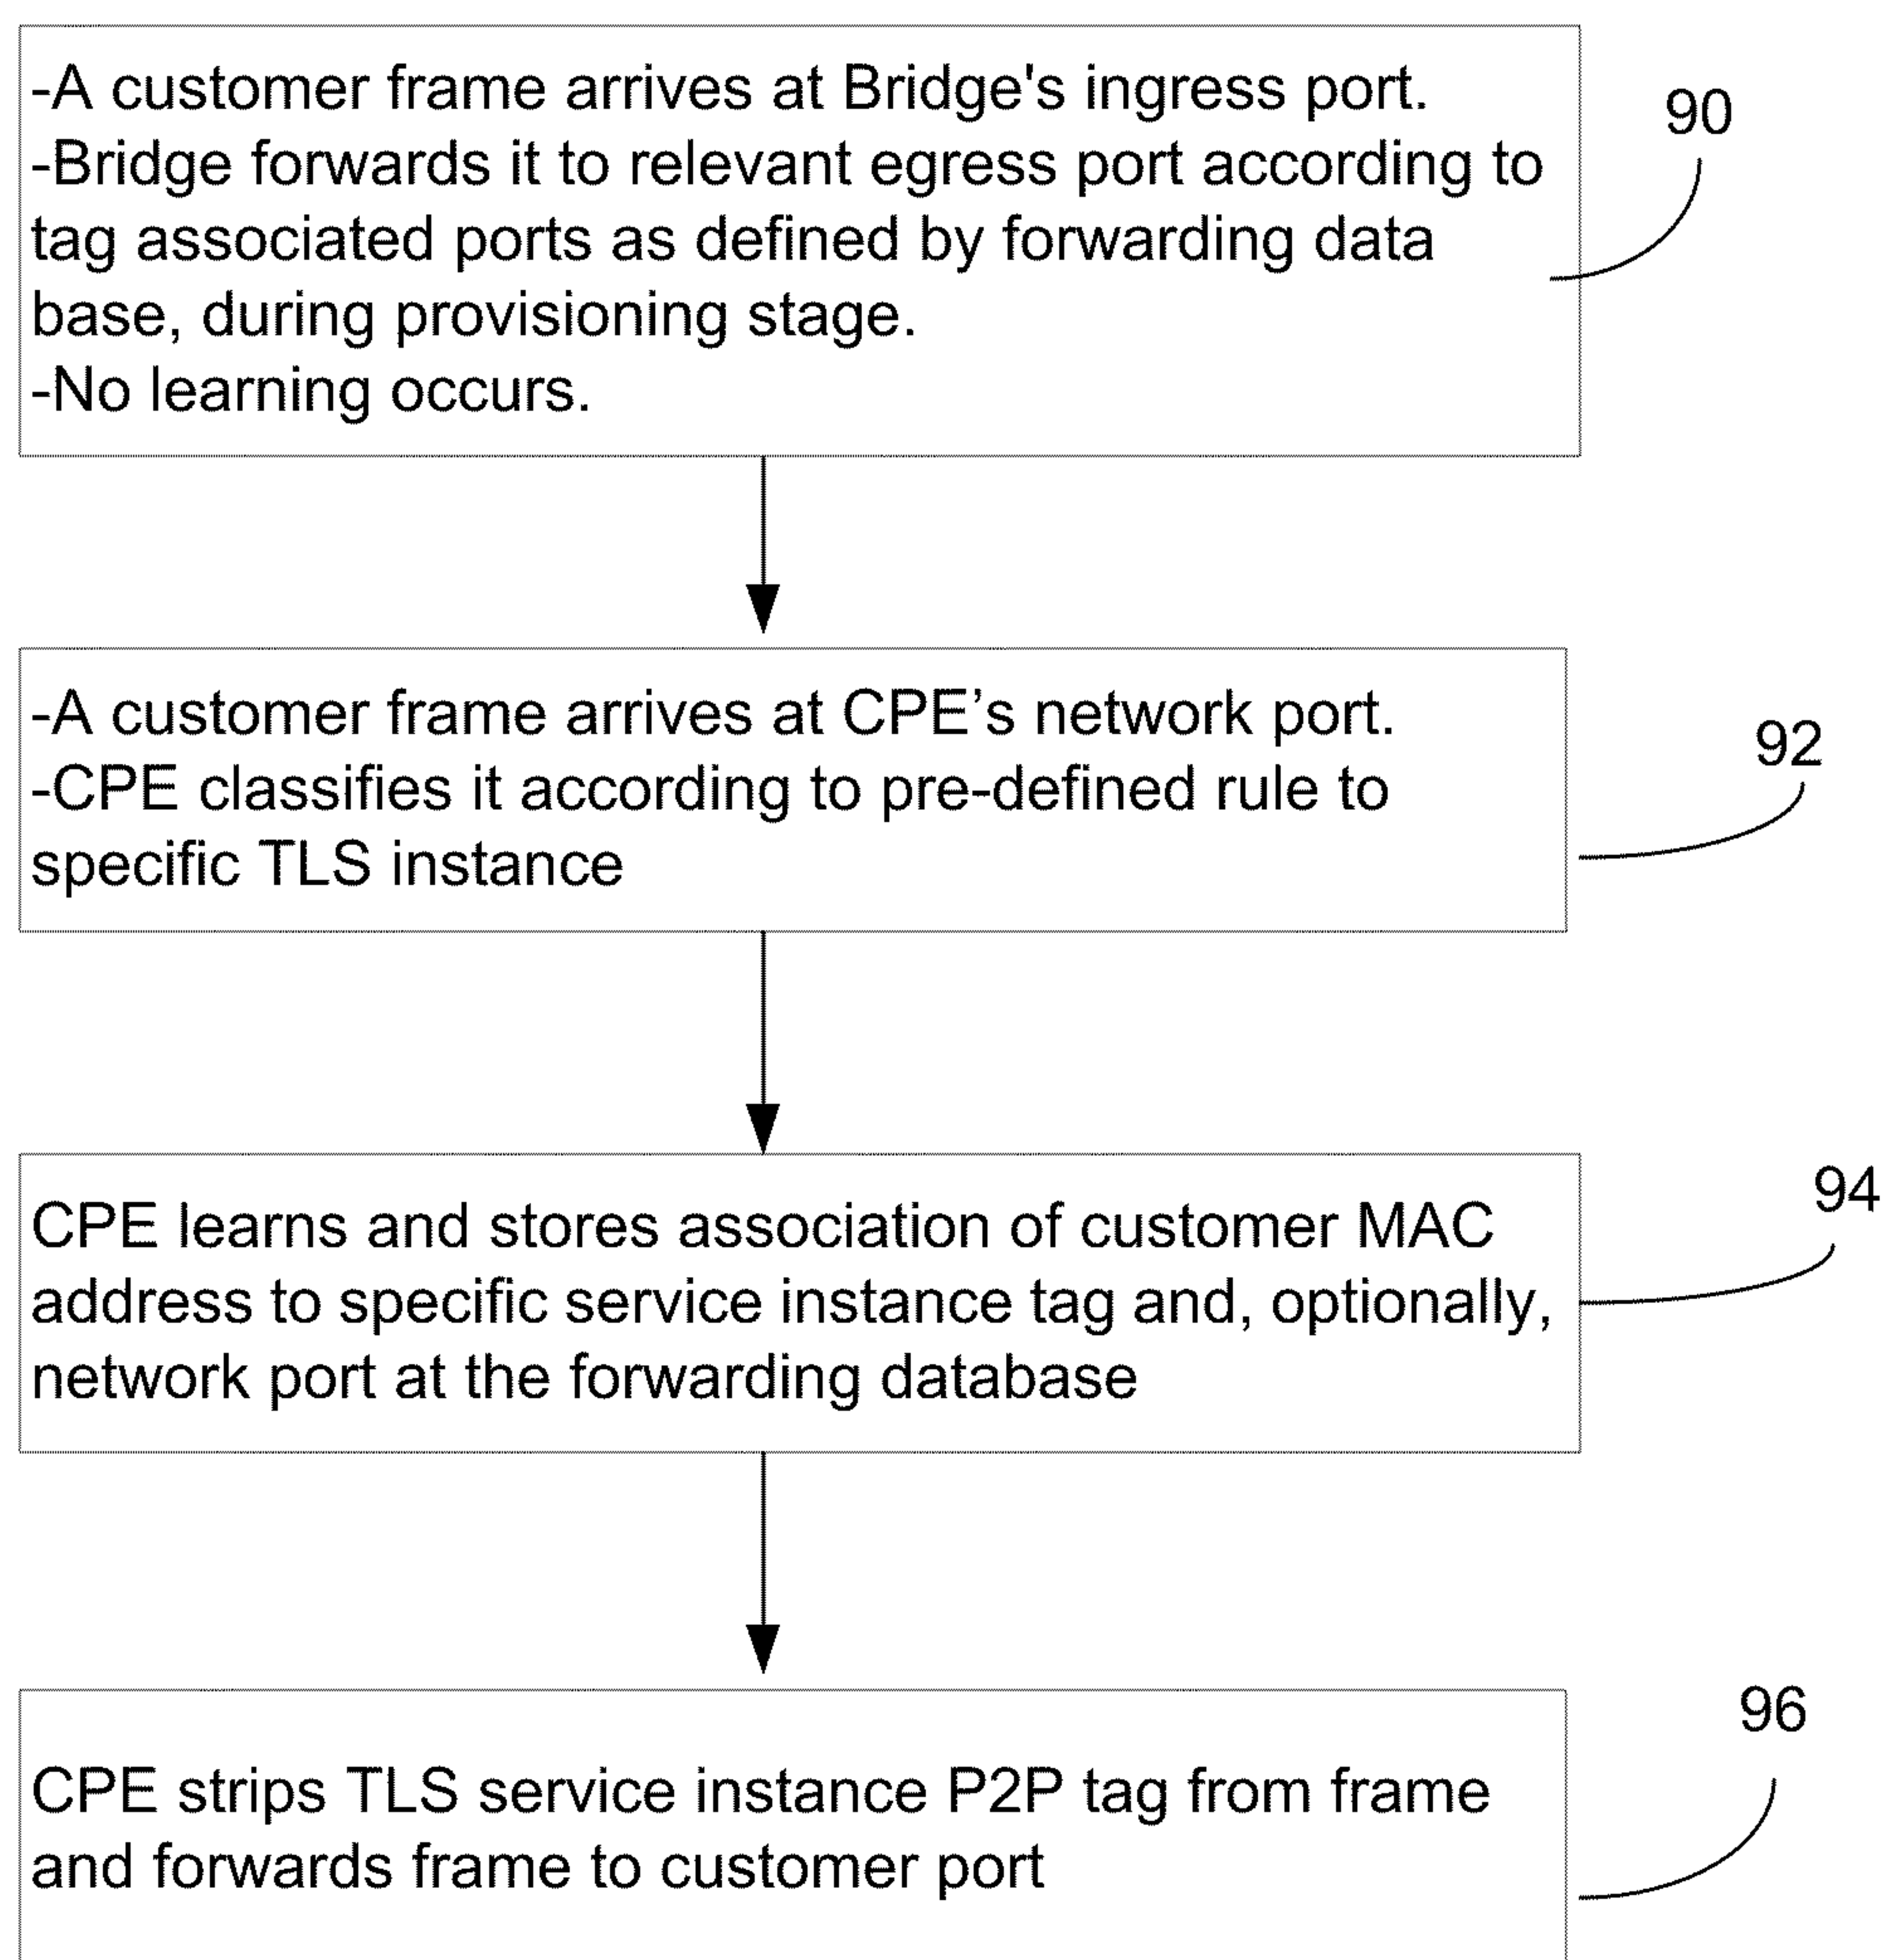 -A customer frame arrives at Bridge's ingress port.
-Bridge forwards it to relevant egress port according to
tag associated ports as defined by forwarding data
base, during provisioning stage.
-No learning occurs.
90
-A customer frame arrives at CPE’s network port.
-CPE classifies it according to pre-defined rule to
specific TLS instance
92
CPE learns and stores association of customer MAC
address to specific service instance tag and, optionally,
network port at the forwarding database
94
CPE strips TLS service instance P2P tag from frame
and forwards frame to customer port
96